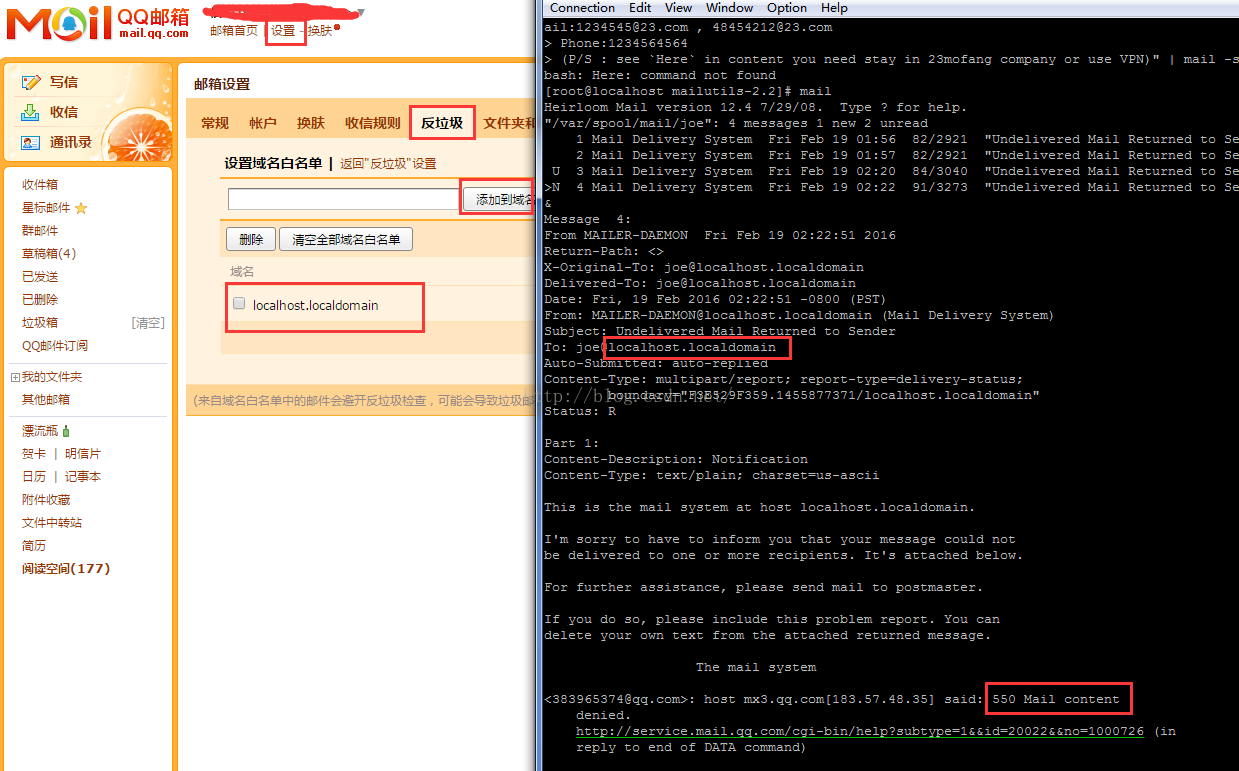 Mail QQ邮箱
mail.qq.com
邮箱首页 | 设置 - 换肤
写信
收信
通讯录
收件箱
星标邮件
群邮件
草稿箱(4)
已发送
已删除
垃圾箱 [清空]
QQ邮件订阅
我的文件夹
其他邮箱
漂流瓶
贺卡 | 明信片
日历 | 记事本
附件收藏
文件中转站
简历
阅读空间(177)
邮箱设置
常规 帐户 换肤 收信规则 反垃圾 文件夹和
设置域名白名单 | 返回"反垃圾"设置
添加到域名
删除 清空全部域名白名单
域名
localhost.localdomain
(来自域名白名单中的邮件会避开反垃圾检查，可能会导致垃圾邮
http://blog.csdn.net/
Connection Edit View Window Option Help
ail:1234545@23.com , 48454212@23.com
> Phone:1234564564
> (P/S : see `Here` in content you need stay in 23mofang company or use VPN)" | mail -s
bash: Here: command not found
[root@localhost mailutils-2.2]# mail
Heirloom Mail version 12.4 7/29/08.  Type ? for help.
"/var/spool/mail/joe": 4 messages 1 new 2 unread
1 Mail Delivery System  Fri Feb 19 01:56  82/2921  "Undelivered Mail Returned to Se
2 Mail Delivery System  Fri Feb 19 01:57  82/2921  "Undelivered Mail Returned to Se
U  3 Mail Delivery System  Fri Feb 19 02:20  84/3040  "Undelivered Mail Returned to Se
>N  4 Mail Delivery System  Fri Feb 19 02:22  91/3273  "Undelivered Mail Returned to Se
&
Message  4:
From MAILER-DAEMON  Fri Feb 19 02:22:51 2016
Return-Path: <>
X-Original-To: joe@localhost.localdomain
Delivered-To: joe@localhost.localdomain
Date: Fri, 19 Feb 2016 02:22:51 -0800 (PST)
From: MAILER-DAEMON@localhost.localdomain (Mail Delivery System)
Subject: Undelivered Mail Returned to Sender
To: joe@localhost.localdomain
Auto-Submitted: auto-replied
Content-Type: multipart/report; report-type=delivery-status;
boundary="F3E529F359.1455877371/localhost.localdomain"
Status: R
Part 1:
Content-Description: Notification
Content-Type: text/plain; charset=us-ascii
This is the mail system at host localhost.localdomain.
I'm sorry to have to inform you that your message could not
be delivered to one or more recipients. It's attached below.
For further assistance, please send mail to postmaster.
If you do so, please include this problem report. You can
delete your own text from the attached returned message.
The mail system
<383965374@qq.com>: host mx3.qq.com[183.57.48.35] said: 550 Mail content
denied.
http://service.mail.qq.com/cgi-bin/help?subtype=1&&id=20022&&no=1000726 (in
reply to end of DATA command)